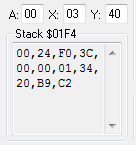 A: 00 X: 03 Y: 40
Stack $01F4
00,24,F0,3C,
00,00,01,34,
20,B9,C2